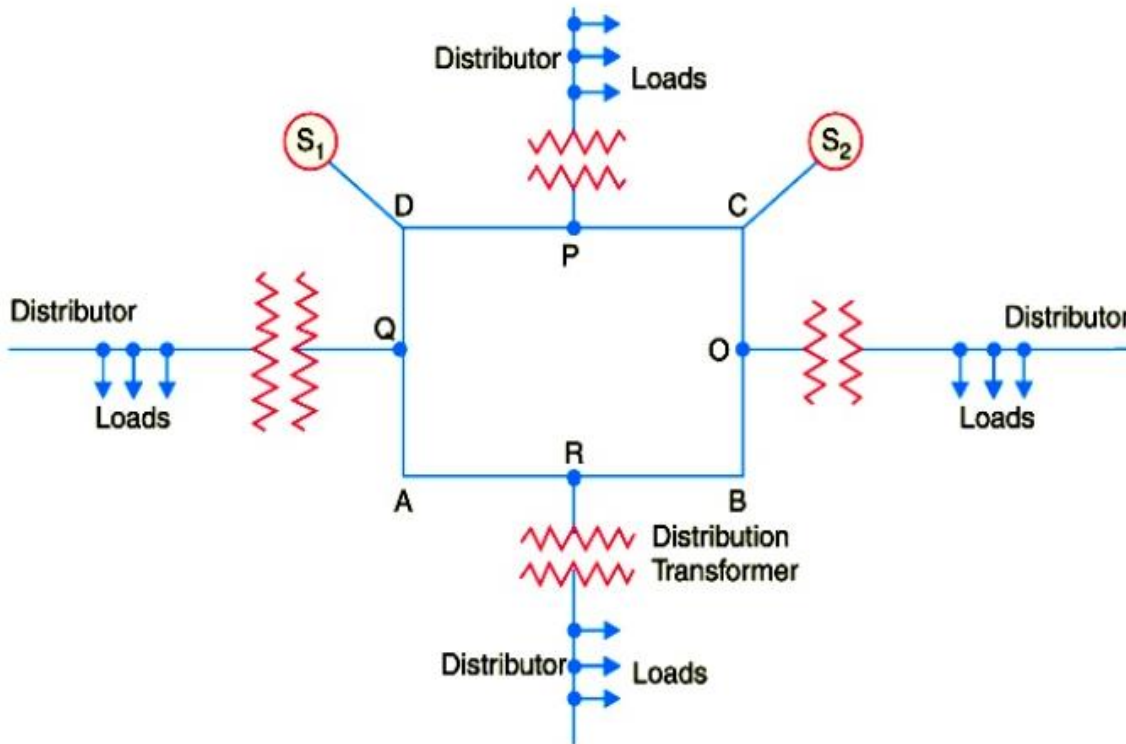 Distributor
Loads
S1
S2
D
C
P
Distributor
Q
O
Distributor
Loads
Loads
R
A
B
Distribution
Transformer
Distributor
Loads